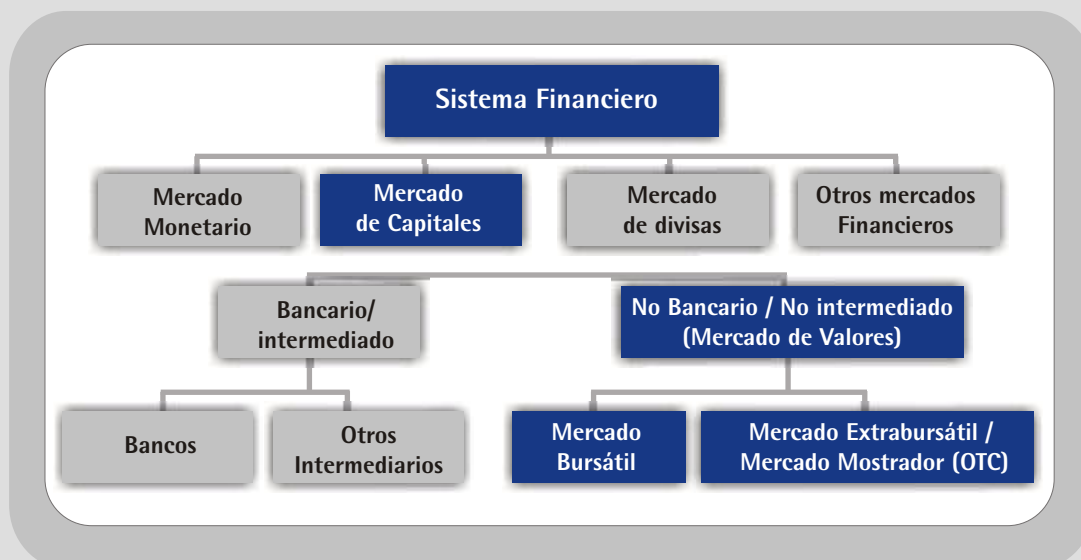 Sistema Financiero
Mercado
Monetario
Mercado
de Capitales
Mercado
de divisas
Otros mercados
Financieros
Bancario/
intermediado
No Bancario / No intermediado
(Mercado de Valores)
Bancos
Otros
Intermediarios
Mercado
Bursátil
Mercado Extrabursátil /
Mercado Mostrador (OTC)